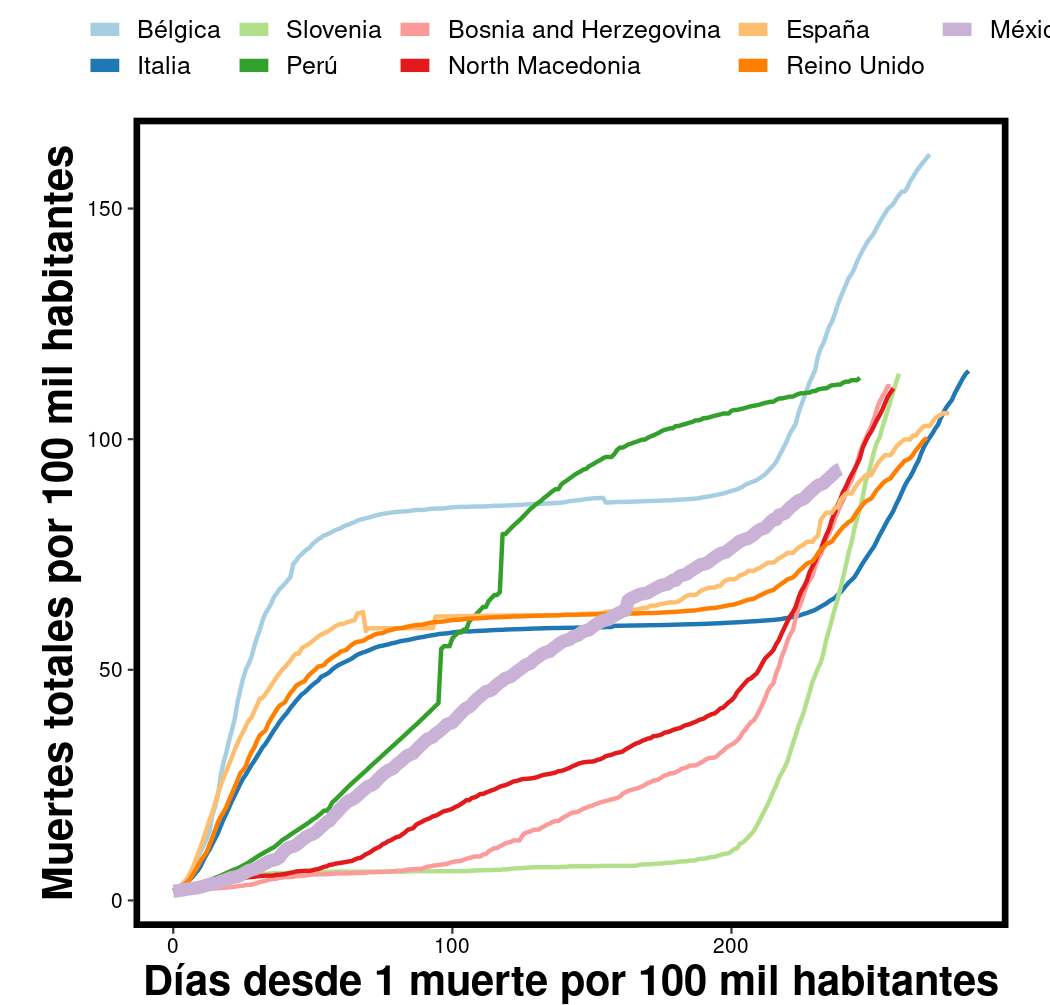 Bélgica Slovenia Bosnia and Herzegovina España Méxic
Italia Perú North Macedonia Reino Unido
Muertes totales por 100 mil habitantes
150
100
50
0
0 100 200
Días desde 1 muerte por 100 mil habitantes